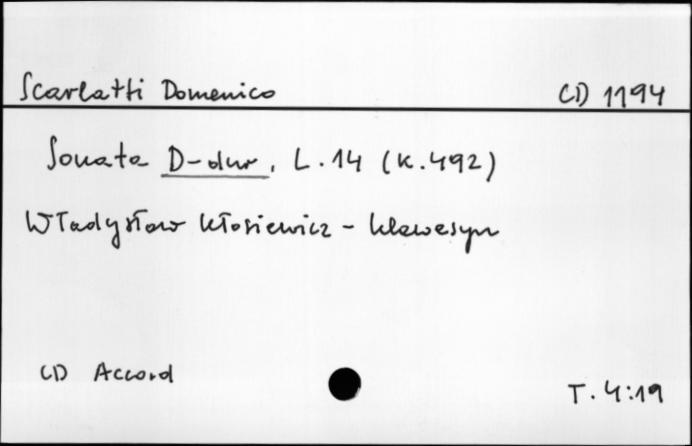 Scarlatti Domenico CD 1194
Sonata D-dur, L.14 (K.492)
Władysław Kłosiewicz - klawesyn
CD Accord T. 4:19